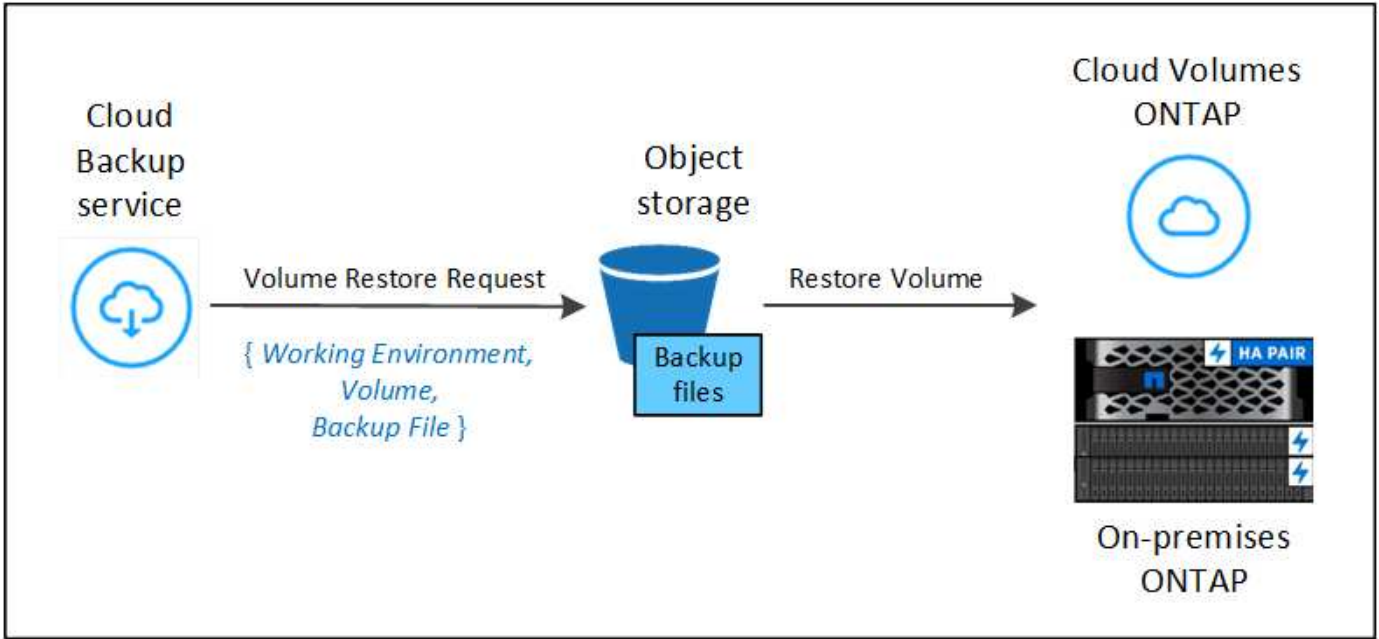 Cloud
Backup
service
Volume Restore Request
{ Working Environment,
Volume,
Backup File }
Object
storage
Backup
files
Restore Volume
Cloud Volumes
ONTAP
HA PAIR
On-premises
ONTAP